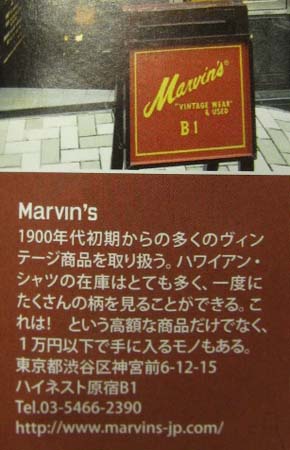 Marvin's
"VINTAGE WEAR"
& USED
B1
Marvin's
1900年代初期からの多くのヴィン
テージ商品を取り扱う。ハワイアン・
シャツの在庫はとても多く、一度に
たくさんの柄を見ることができる。こ
れは!　という高額な商品だけでなく、
1万円以下で手に入るモノもある。
東京都渋谷区神宮前6-12-15
ハイネスト原宿B1
Tel.03-5466-2390
http://www.marvins-jp.com/